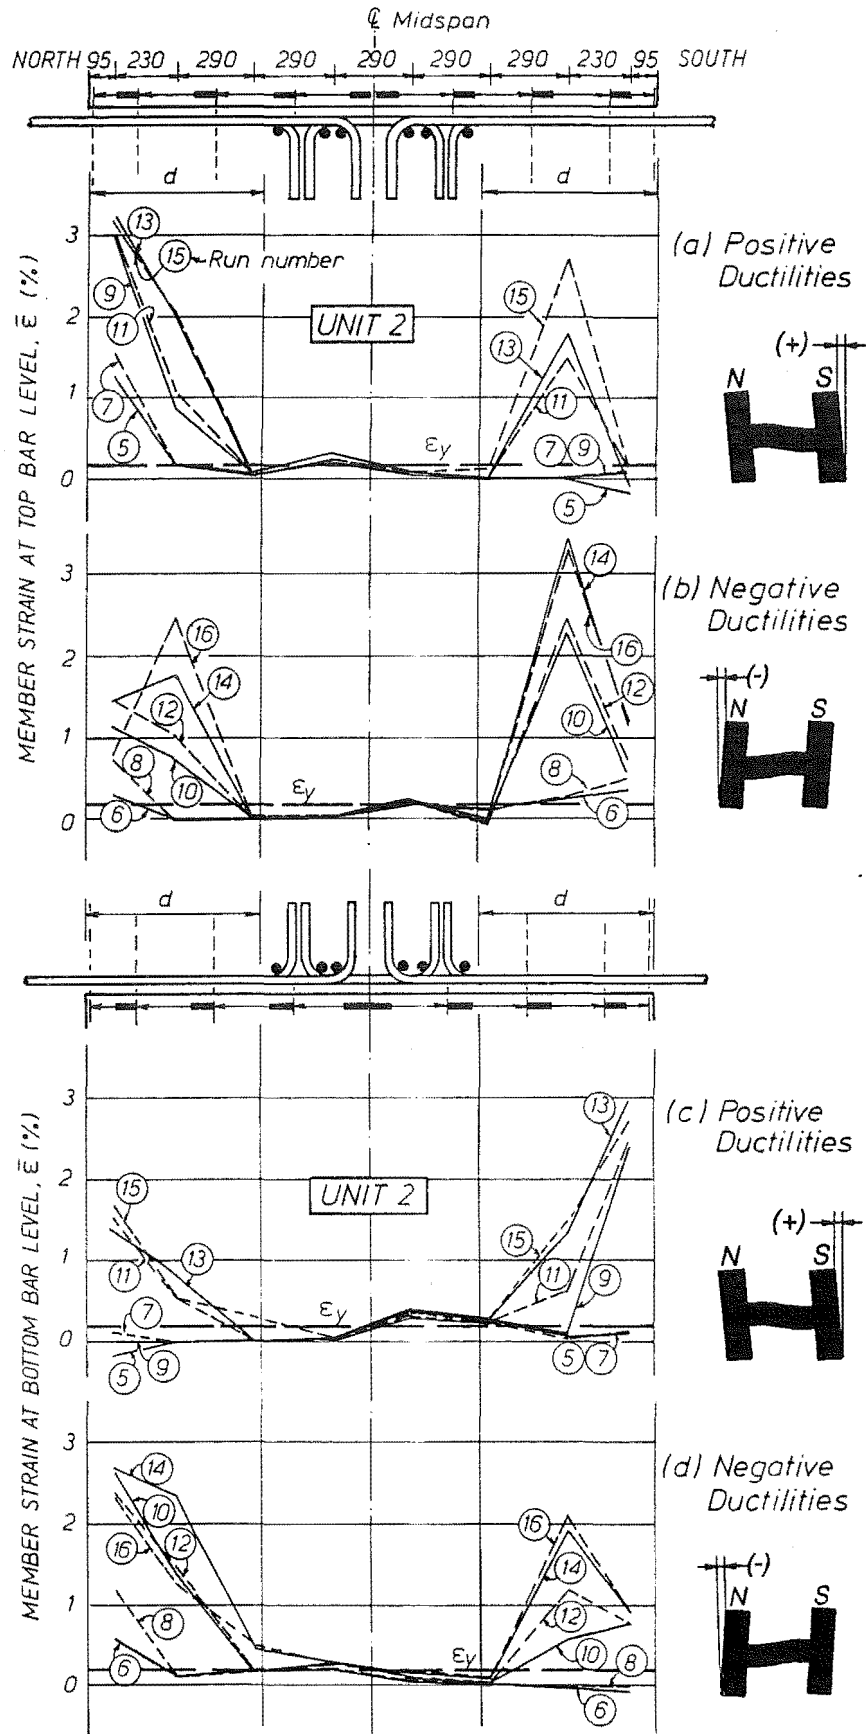 ℄ Midspan
NORTH 95 230 290 290 290 290 290 230 95 SOUTH
d d
MEMBER STRAIN AT TOP BAR LEVEL, ε̅ (%)
3
2
1
0
13
15 Run number
9
11
7
5
UNIT 2
εy
15
13
11
7 9
5
(a) Positive
Ductilities
(+)
N S
3
2
1
0
16
14
12
8
10
6
εy
14
16
12
10
8
6
(b) Negative
Ductilities
(-)
N S
d d
MEMBER STRAIN AT BOTTOM BAR LEVEL, ε̅ (%)
3
2
1
0
15
13
11
7
5 9
UNIT 2
εy
13
15
11
9
5 7
(c) Positive
Ductilities
(+)
N S
3
2
1
0
14
10
12
16
8
6
εy
16
14
12
10
8
6
(d) Negative
Ductilities
(-)
N S